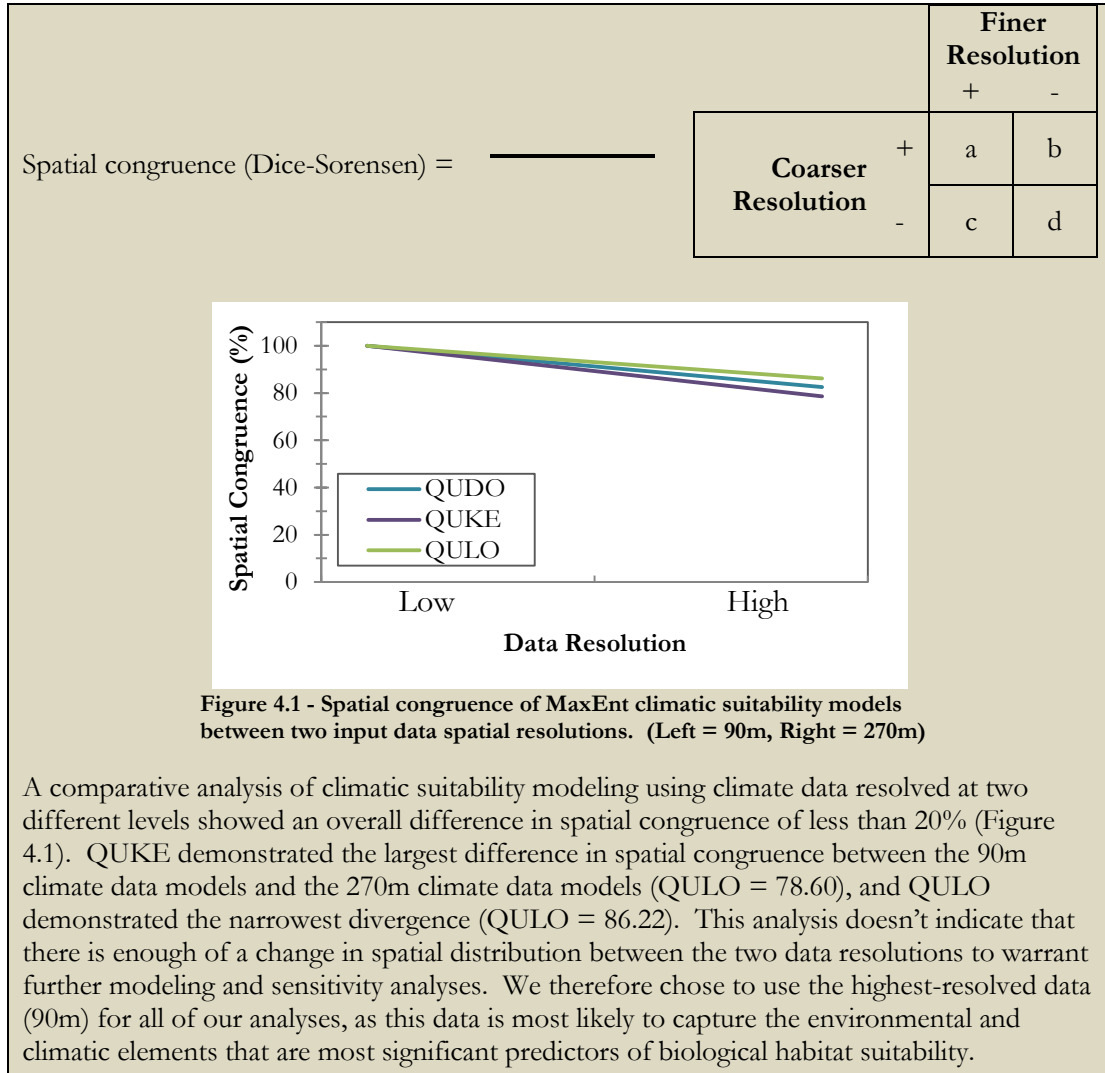 Finer
Resolution
+ -
Spatial congruence (Dice-Sorensen) =
Coarser
Resolution
+ a b
- c d
Spatial Congruence (%)
100
80
60
40
20
0
QUDO
QUKE
QULO
Low High
Data Resolution
Figure 4.1 - Spatial congruence of MaxEnt climatic suitability models
between two input data spatial resolutions. (Left = 90m, Right = 270m)
A comparative analysis of climatic suitability modeling using climate data resolved at two
different levels showed an overall difference in spatial congruence of less than 20% (Figure
4.1). QUKE demonstrated the largest difference in spatial congruence between the 90m
climate data models and the 270m climate data models (QULO = 78.60), and QULO
demonstrated the narrowest divergence (QULO = 86.22). This analysis doesn't indicate that
there is enough of a change in spatial distribution between the two data resolutions to warrant
further modeling and sensitivity analyses. We therefore chose to use the highest-resolved data
(90m) for all of our analyses, as this data is most likely to capture the environmental and
climatic elements that are most significant predictors of biological habitat suitability.